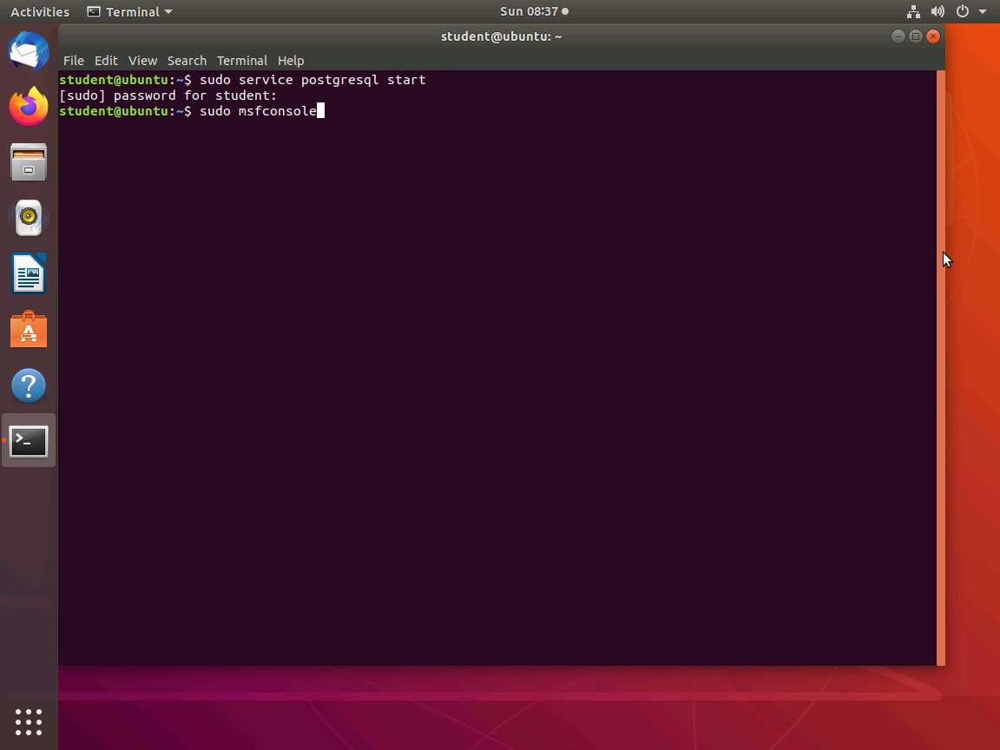 Activities Terminal Sun 08:37
student@ubuntu: ~
File Edit View Search Terminal Help
student@ubuntu:~$ sudo service postgresql start
[sudo] password for student:
student@ubuntu:~$ sudo msfconsole